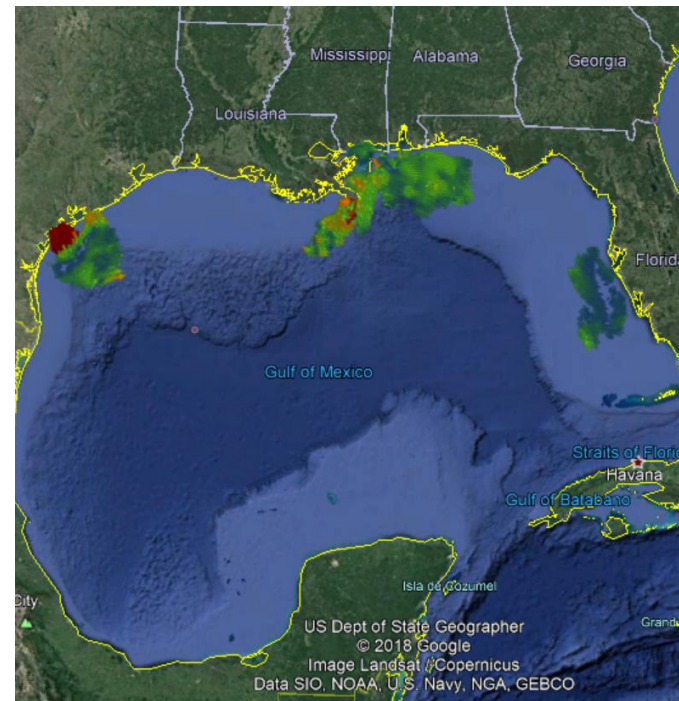 Mississippi
Alabama
Georgia
Louisiana
Florida
Gulf of Mexico
Straits of Flori
Havana
Gulf of Batabano
Isla de Cozumel
City
Grand
US Dept of State Geographer
© 2018 Google
Image Landsat / Copernicus
Data SIO, NOAA, U.S. Navy, NGA, GEBCO